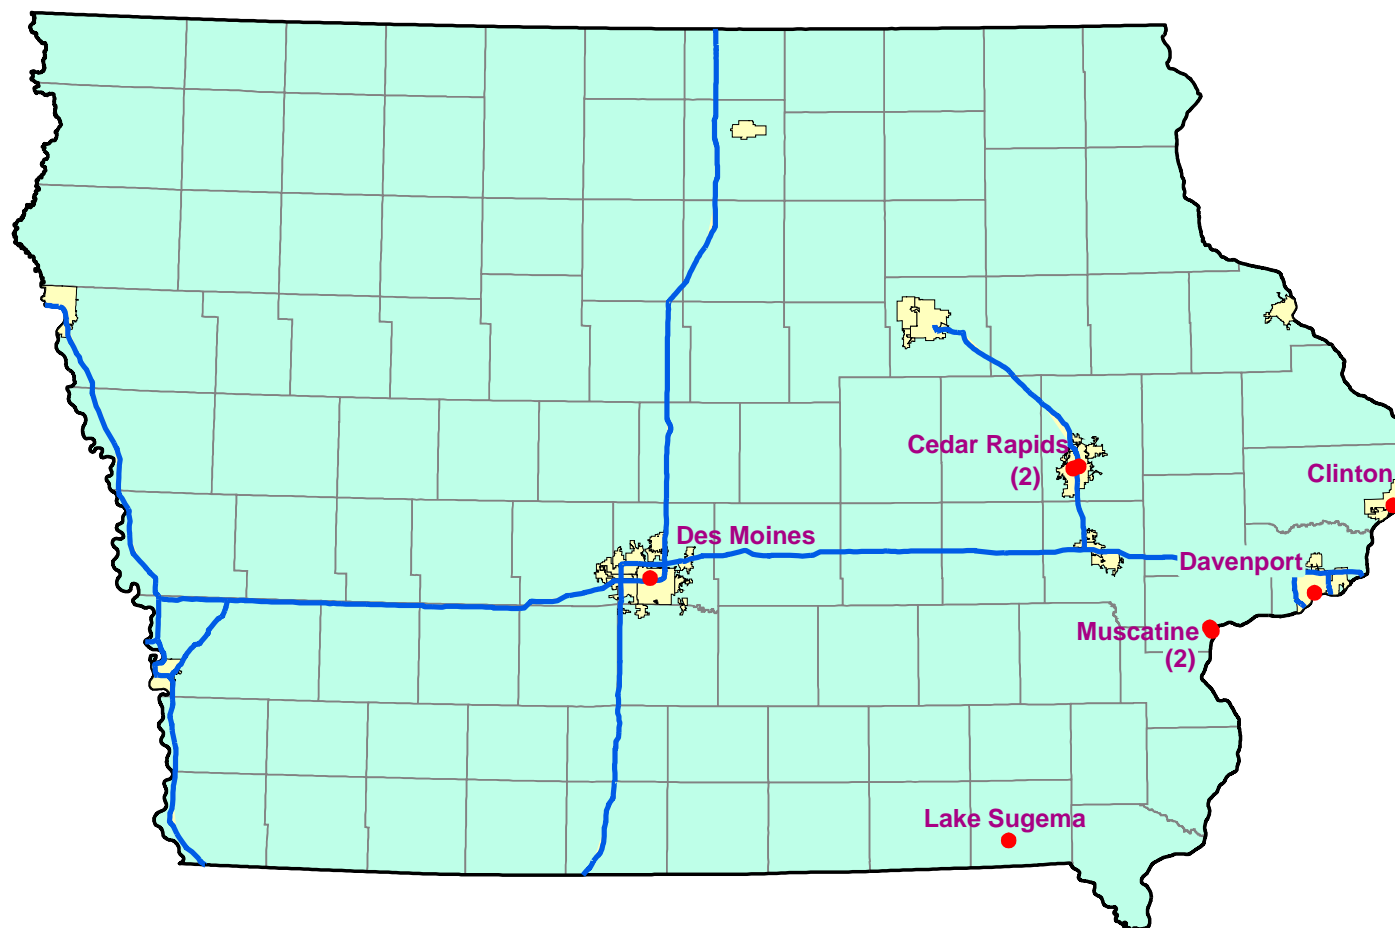 Cedar Rapids
(2)
Clinton
Des Moines
Davenport
Muscatine
(2)
Lake Sugema